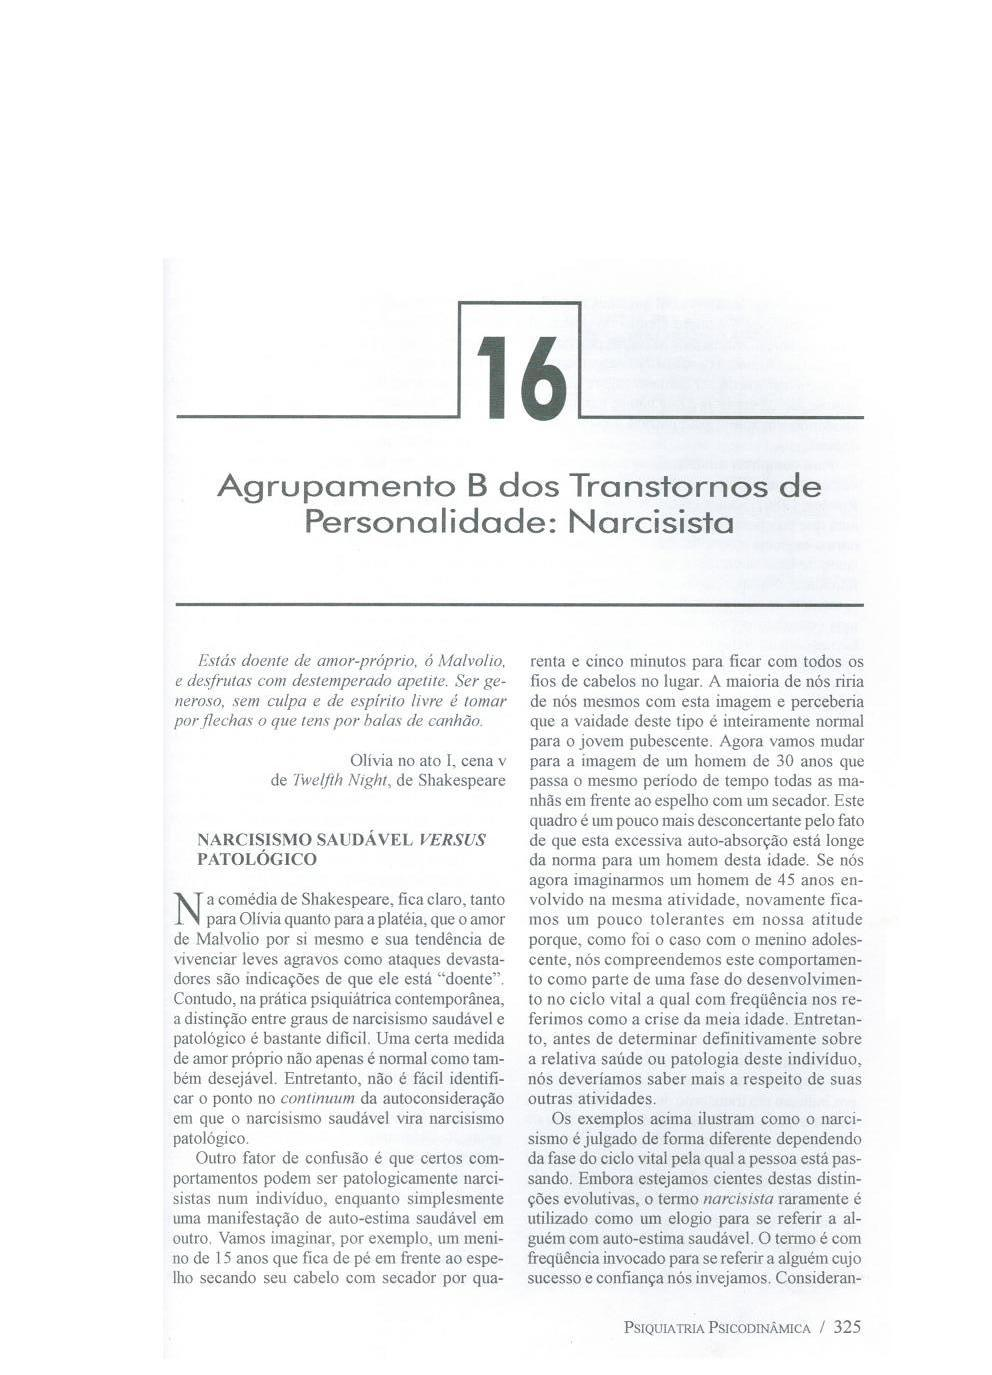 16
Agrupamento B dos Transtornos de
Personalidade: Narcisista
Estás doente de amor-próprio, ó Malvolio,
e desfrutas com destemperado apetite. Ser ge-
neroso, sem culpa e de espírito livre é tomar
por flechas o que tens por balas de canhão.
Olívia no ato I, cena v
de Twelfth Night, de Shakespeare
NARCISISMO SAUDÁVEL VERSUS
PATOLÓGICO
Na comédia de Shakespeare, fica claro, tanto
para Olívia quanto para a platéia, que o amor
de Malvolio por si mesmo e sua tendência de
vivenciar leves agravos como ataques devasta-
dores são indicações de que ele está “doente”.
Contudo, na prática psiquiátrica contemporânea,
a distinção entre graus de narcisismo saudável e
patológico é bastante difícil. Uma certa medida
de amor próprio não apenas é normal como tam-
bém desejável. Entretanto, não é fácil identifi-
car o ponto no continuum da autoconsideração
em que o narcisismo saudável vira narcisismo
patológico.
Outro fator de confusão é que certos com-
portamentos podem ser patologicamente narci-
sistas num indivíduo, enquanto simplesmente
uma manifestação de auto-estima saudável em
outro. Vamos imaginar, por exemplo, um meni-
no de 15 anos que fica de pé em frente ao espe-
lho secando seu cabelo com secador por qua-
renta e cinco minutos para ficar com todos os
fios de cabelos no lugar. A maioria de nós riria
de nós mesmos com esta imagem e perceberia
que a vaidade deste tipo é inteiramente normal
para o jovem pubescente. Agora vamos mudar
para a imagem de um homem de 30 anos que
passa o mesmo período de tempo todas as ma-
nhãs em frente ao espelho com um secador. Este
quadro é um pouco mais desconcertante pelo fato
de que esta excessiva auto-absorção está longe
da norma para um homem desta idade. Se nós
agora imaginarmos um homem de 45 anos en-
volvido na mesma atividade, novamente fica-
mos um pouco tolerantes em nossa atitude
porque, como foi o caso com o menino adoles-
cente, nós compreendemos este comportamen-
to como parte de uma fase do desenvolvimen-
to no ciclo vital a qual com freqüência nos re-
ferimos como a crise da meia idade. Entretan-
to, antes de determinar definitivamente sobre
a relativa saúde ou patologia deste indivíduo,
nós deveríamos saber mais a respeito de suas
outras atividades.
Os exemplos acima ilustram como o narci-
sismo é julgado de forma diferente dependendo
da fase do ciclo vital pela qual a pessoa está pas-
sando. Embora estejamos cientes destas distin-
ções evolutivas, o termo narcisista raramente é
utilizado como um elogio para se referir a al-
guém com auto-estima saudável. O termo é com
freqüência invocado para se referir a alguém cujo
sucesso e confiança nós invejamos. Consideran-
PSIQUIATRIA PSICODINÂMICA / 325